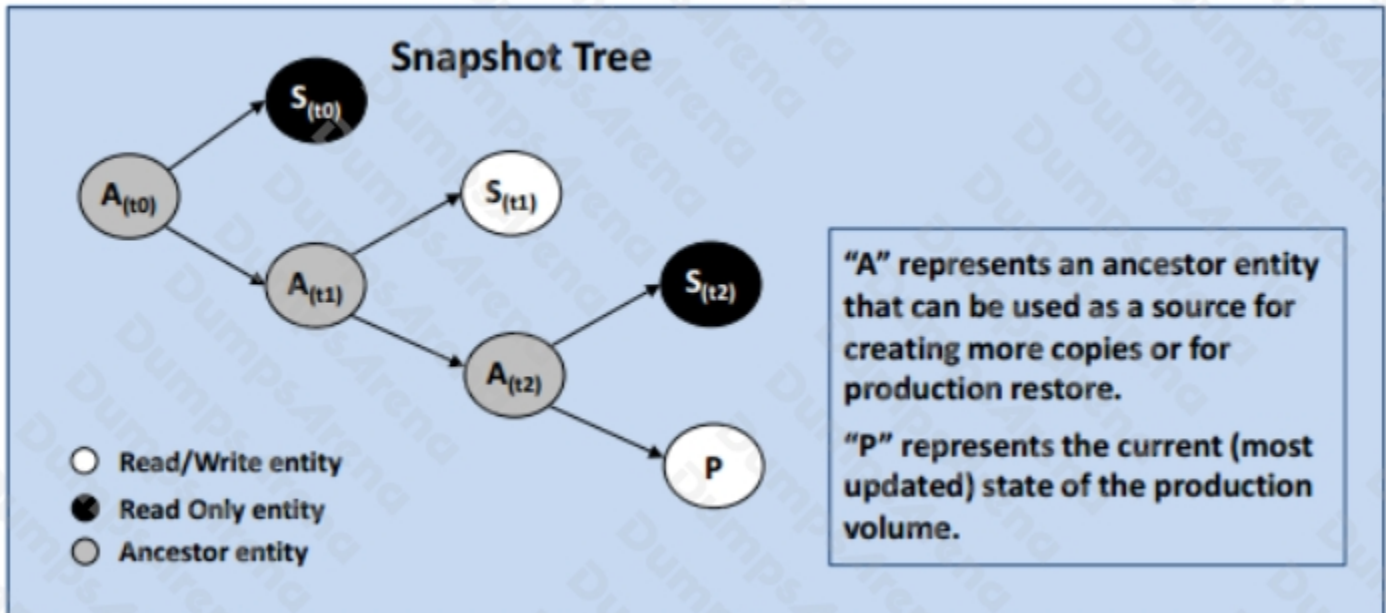 Snapshot Tree
S(t0)
A(t0)
S(t1)
A(t1)
S(t2)
A(t2)
P
"A" represents an ancestor entity
that can be used as a source for
creating more copies or for
production restore.
"P" represents the current (most
updated) state of the production
volume.
Read/Write entity
Read Only entity
Ancestor entity
DumpsArena